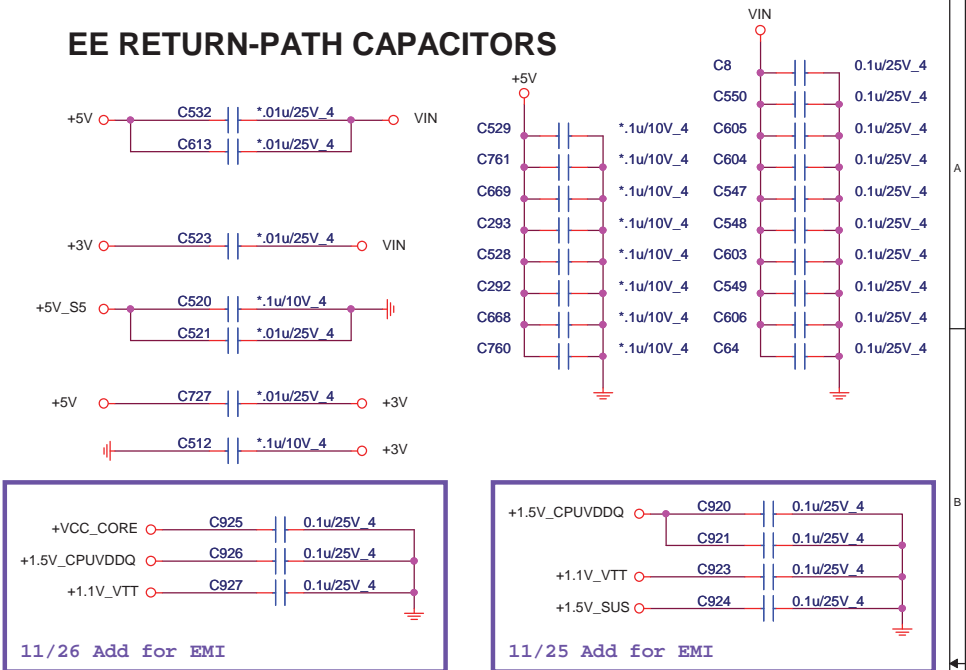 EE RETURN-PATH CAPACITORS
+5V C532 *.01u/25V_4 VIN
C613 *.01u/25V_4
+3V C523 *.01u/25V_4 VIN
+5V_S5 C520 *.1u/10V_4
C521 *.01u/25V_4
+5V C727 *.01u/25V_4 +3V
C512 *.1u/10V_4 +3V
+5V
C529 *.1u/10V_4
C761 *.1u/10V_4
C669 *.1u/10V_4
C293 *.1u/10V_4
C528 *.1u/10V_4
C292 *.1u/10V_4
C668 *.1u/10V_4
C760 *.1u/10V_4
VIN
C8 0.1u/25V_4
C550 0.1u/25V_4
C605 0.1u/25V_4
C604 0.1u/25V_4
C547 0.1u/25V_4
C548 0.1u/25V_4
C603 0.1u/25V_4
C549 0.1u/25V_4
C606 0.1u/25V_4
C64 0.1u/25V_4
A
B
+VCC_CORE C925 0.1u/25V_4
+1.5V_CPUVDDQ C926 0.1u/25V_4
+1.1V_VTT C927 0.1u/25V_4
11/26 Add for EMI
+1.5V_CPUVDDQ C920 0.1u/25V_4
C921 0.1u/25V_4
+1.1V_VTT C923 0.1u/25V_4
+1.5V_SUS C924 0.1u/25V_4
11/25 Add for EMI